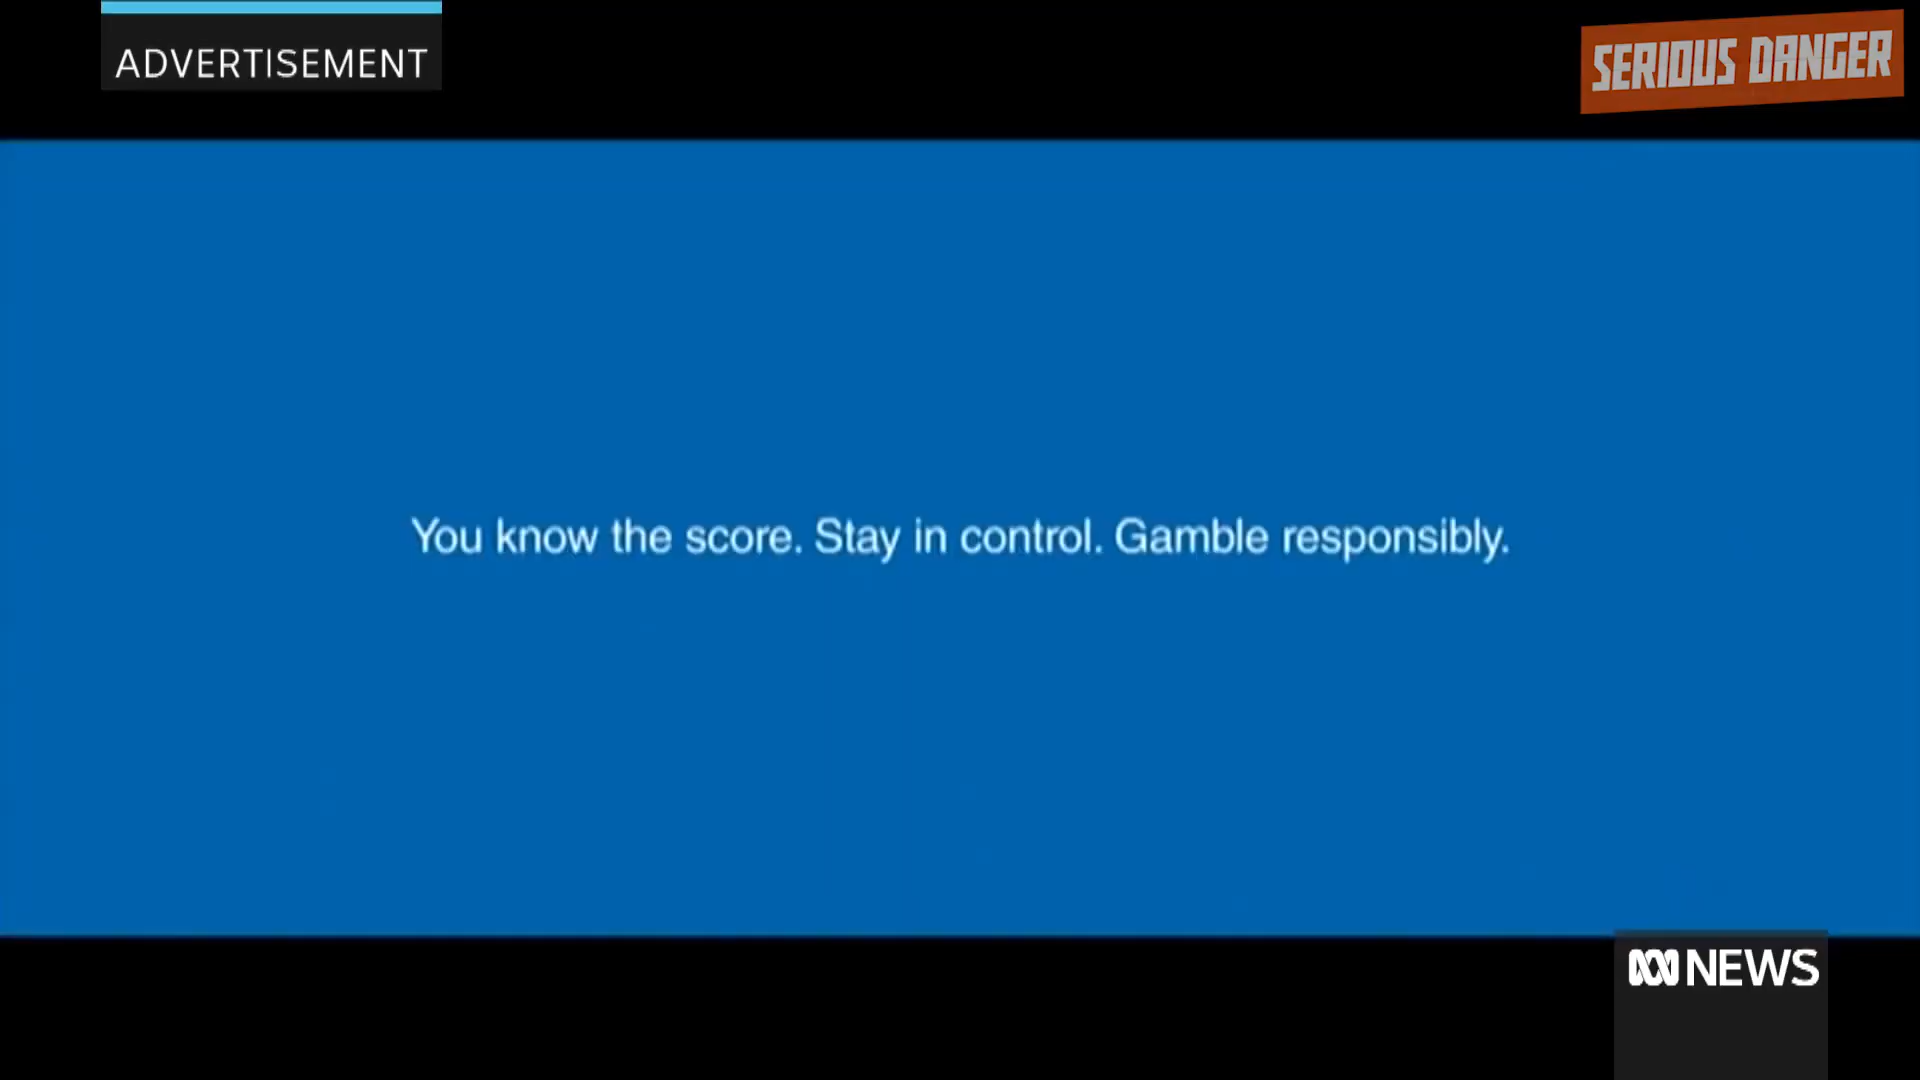 ADVERTISEMENT
SERIOUS DANGER
You know the score. Stay in control. Gamble responsibly.
NEWS